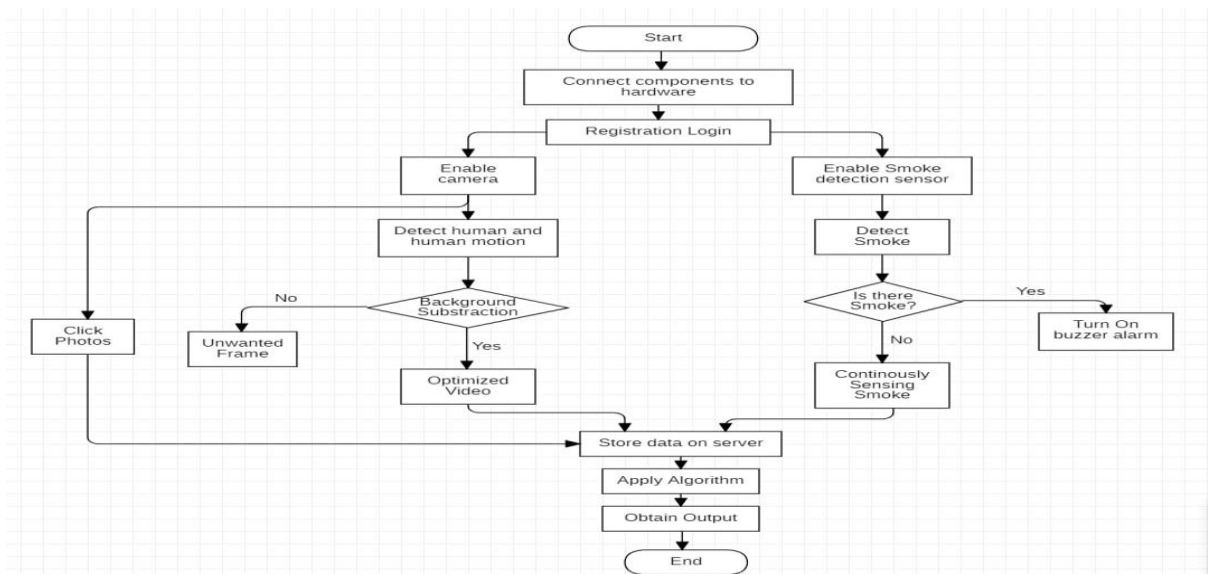 Start
Connect components to
hardware
Registration Login
Enable
camera
Enable Smoke
detection sensor
Detect human and
human motion
Detect
Smoke
No
Background
Substraction
Is there
Smoke?
Yes
Click
Photos
Unwanted
Frame
Yes
No
Turn On
buzzer alarm
Optimized
Video
Continously
Sensing
Smoke
Store data on server
Apply Algorithm
Obtain Output
End